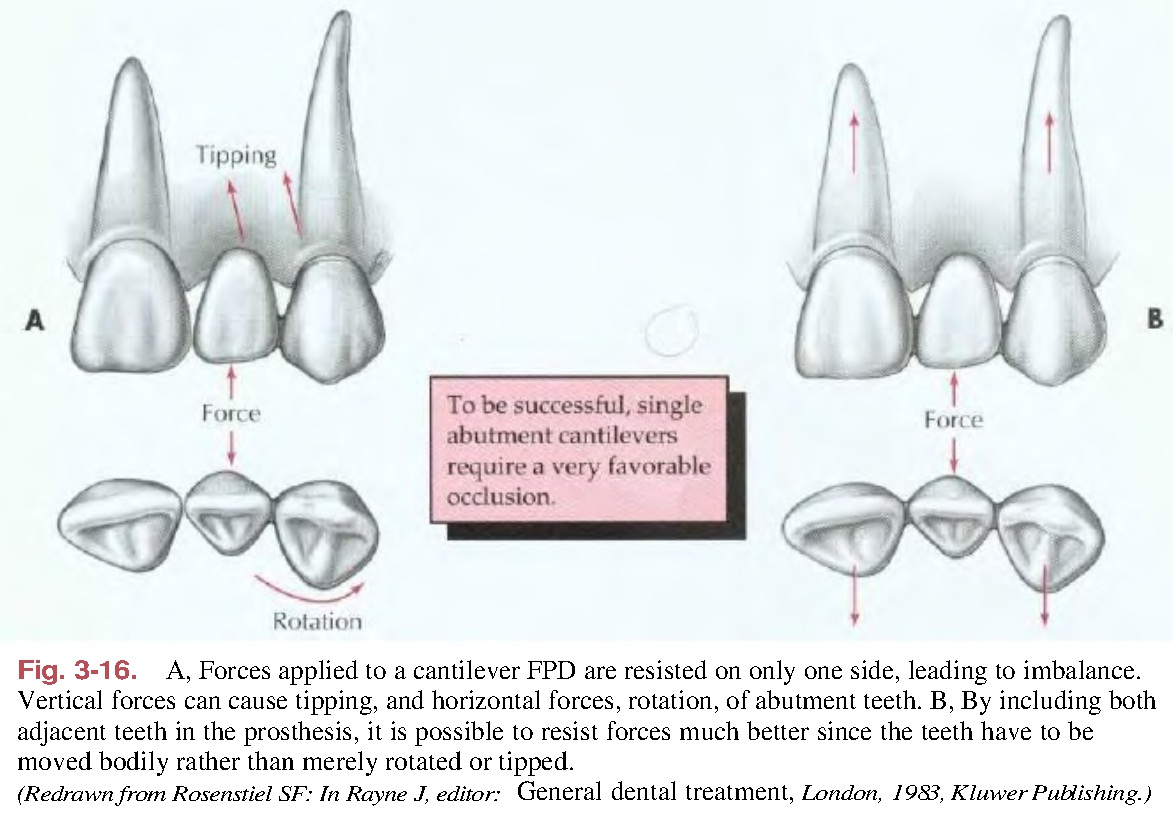 Tipping
A
B
Force
Force
To be successful, single
abutment cantilevers
require a very favorable
occlusion.
Rotation
Fig. 3-16. A, Forces applied to a cantilever FPD are resisted on only one side, leading to imbalance.
Vertical forces can cause tipping, and horizontal forces, rotation, of abutment teeth. B, By including both
adjacent teeth in the prosthesis, it is possible to resist forces much better since the teeth have to be
moved bodily rather than merely rotated or tipped.
(Redrawn from Rosenstiel SF: In Rayne J, editor: General dental treatment, London, 1983, Kluwer Publishing.)